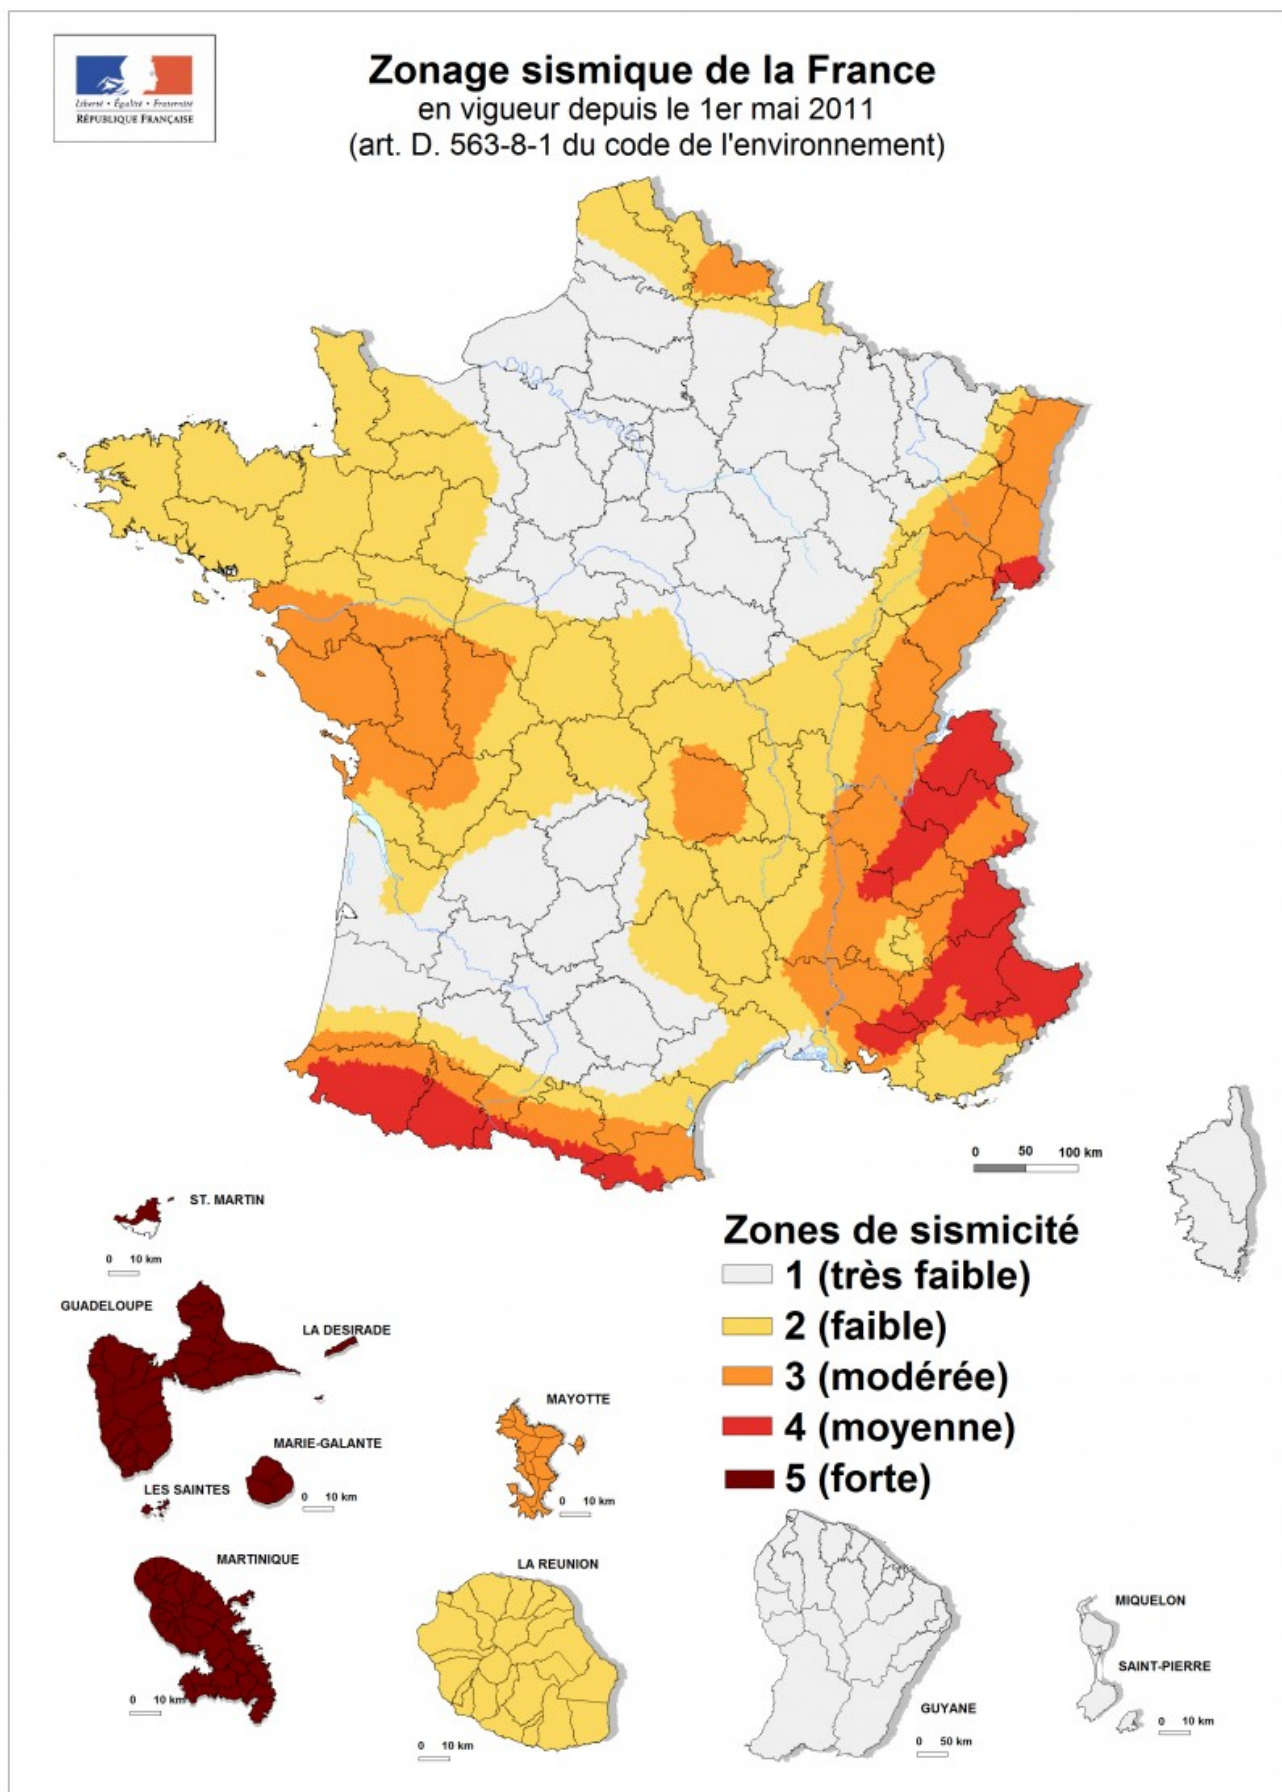 Liberté • Égalité • Fraternité
RÉPUBLIQUE FRANÇAISE
Zonage sismique de la France
en vigueur depuis le 1er mai 2011
(art. D. 563-8-1 du code de l'environnement)
0 50 100 km
ST. MARTIN
0 10 km
GUADELOUPE
LA DESIRADE
MARIE-GALANTE
LES SAINTES
0 10 km
MAYOTTE
0 10 km
Zones de sismicité
1 (très faible)
2 (faible)
3 (modérée)
4 (moyenne)
5 (forte)
MARTINIQUE
0 10 km
LA REUNION
0 10 km
GUYANE
0 50 km
MIQUELON
SAINT-PIERRE
0 10 km